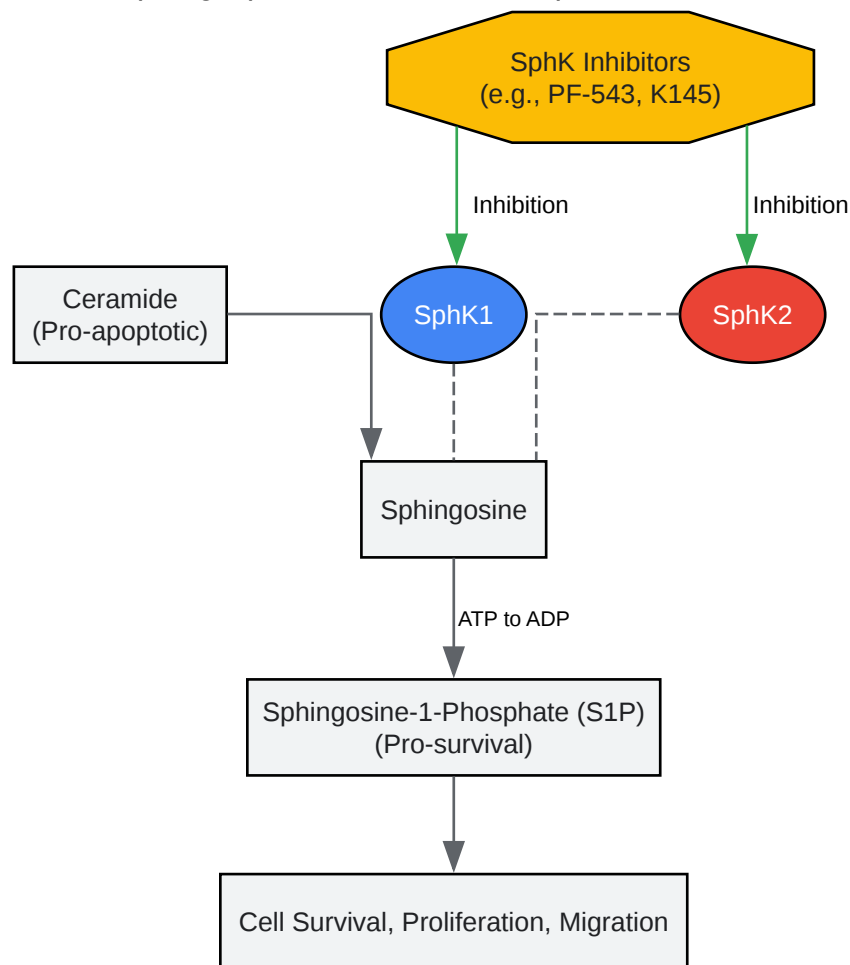 SphK Inhibitors
(e.g., PF-543, K145)
Inhibition
Inhibition
Ceramide
(Pro-apoptotic)
SphK1
SphK2
Sphingosine
ATP to ADP
Sphingosine-1-Phosphate (S1P)
(Pro-survival)
Cell Survival, Proliferation, Migration